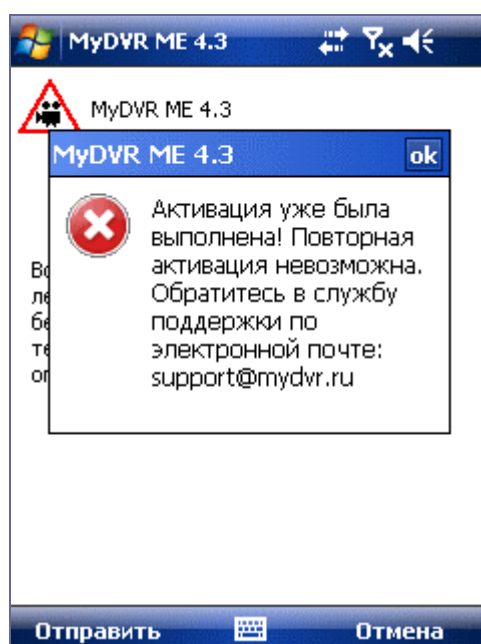 MyDVR ME 4.3
MyDVR ME 4.3
MyDVR ME 4.3 ok
Активация уже была
выполнена! Повторная
активация невозможна.
Обратитесь в службу
поддержки по
электронной почте:
support@mydvr.ru
Отправить Отмена